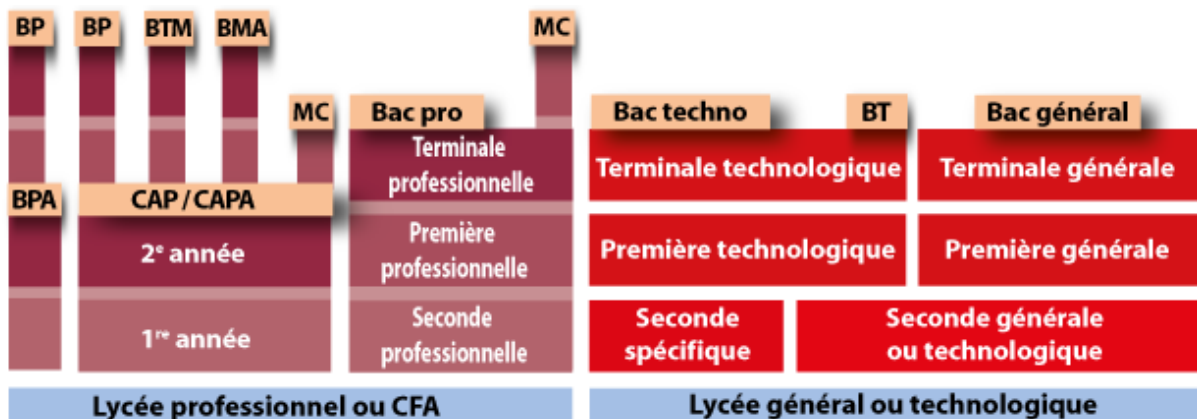 BP BP BTM BMA MC
MC Bac pro Bac techno BT Bac général
Terminale
professionnelle
Terminale technologique
Terminale générale
BPA CAP / CAPA
2e année
Première
professionnelle
Première technologique
Première générale
1re année
Seconde
professionnelle
Seconde
spécifique
Seconde générale
ou technologique
Lycée professionnel ou CFA
Lycée général ou technologique